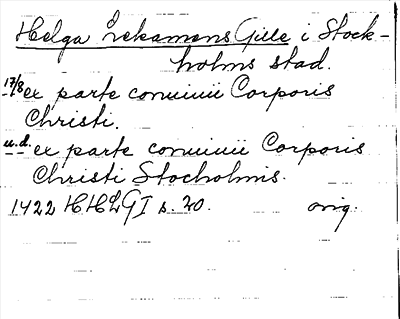 Helga Lekamens Gille i Stock-
holms stad.
17/8 ex parte conuiuii Corporis
Christi.
u.d. ex parte conuiuii Corporis
Christi Stocholmis.
1422 HHLGI s. 20. orig.